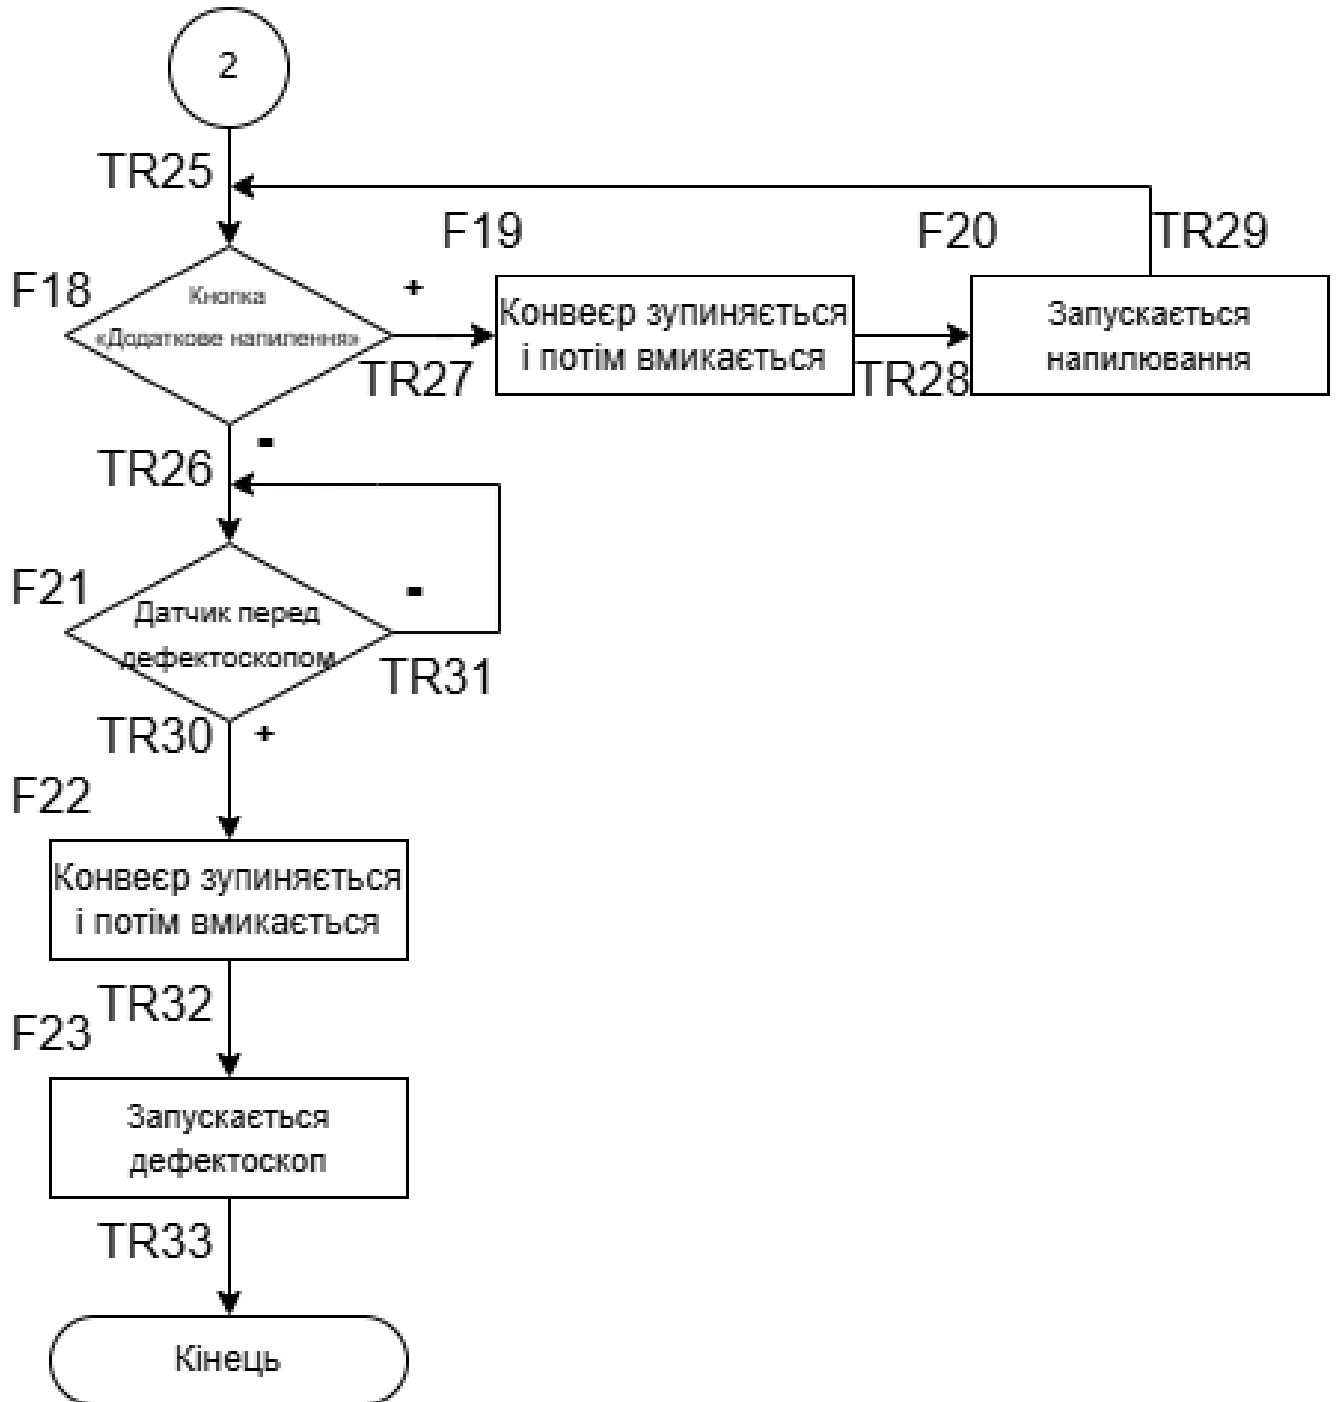 2
TR25
F19
F20
TR29
F18
Кнопка
«Додаткове напилення»
+
Конвеєр зупиняється
і потім вмикається
Запускається
напилювання
TR27
TR28
-
TR26
F21
Датчик перед
дефектоскопом
-
TR31
TR30
+
F22
Конвеєр зупиняється
і потім вмикається
TR32
F23
Запускається
дефектоскоп
TR33
Кінець